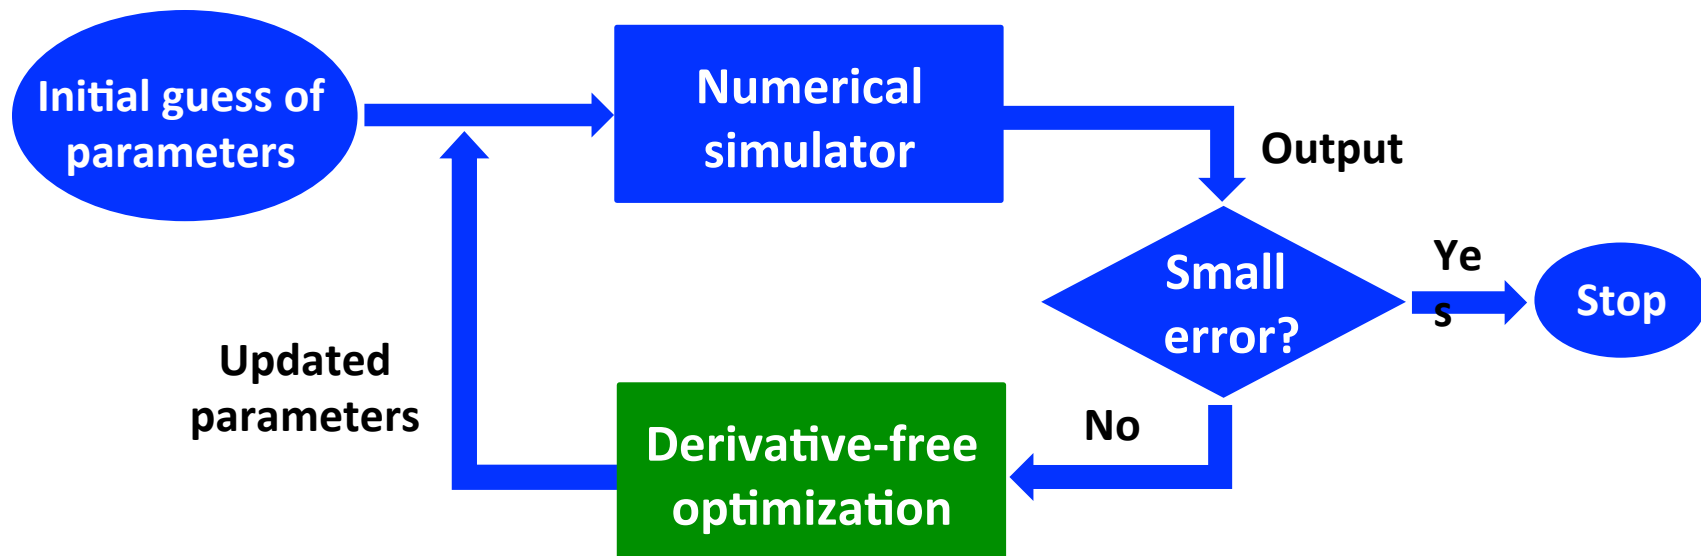 Initial guess of
parameters
Numerical
simulator
Output
Small
error?
Ye
s
Stop
No
Derivative-free
optimization
Updated
parameters